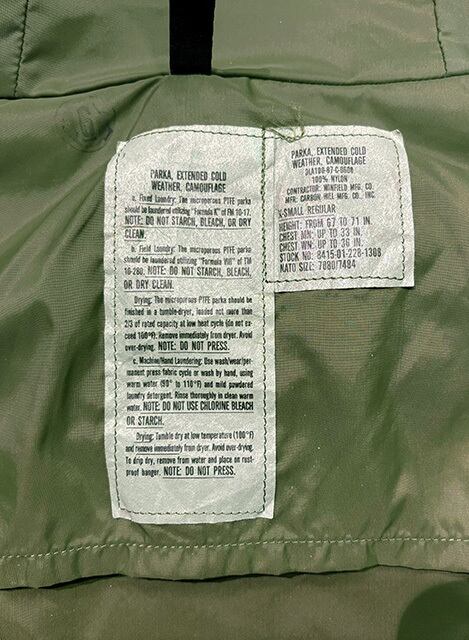 PARKA, EXTENDED COLD
WEATHER, CAMOUFLAGE
a. Fixed Laundry: The microporous PTFE parka
should be laundered utilizing "Formula K" of FM 10-17.
NOTE: DO NOT STARCH, BLEACH, OR DRY
CLEAN.
b. Field Laundry: The microporous PTFE parka
should be laundered utilizing "Formula VIII" of TM
10-280. NOTE: DO NOT STARCH, BLEACH,
OR DRY CLEAN.
Drying: The microporous PTFE parka should be
finished in a tumble-dryer, loaded not more than
2/3 of rated capacity at low heat cycle (do not ex-
ceed 100°F). Remove immediately from dryer. Avoid
over-drying. NOTE: DO NOT PRESS.
c. Machine/Hand Laundering: Use wash/wear/per-
manent press fabric cycle or wash by hand, using
warm water (90° to 110°F) and mild powdered
laundry detergent. Rinse thoroughly in clean warm
water. NOTE: DO NOT USE CHLORINE BLEACH
OR STARCH.
Drying: Tumble dry at low temperature (100°F)
and remove immediately from dryer. Avoid over-drying.
To drip dry, remove from water and place on rust-
proof hanger. NOTE: DO NOT PRESS.
PARKA, EXTENDED COLD
WEATHER, CAMOUFLAGE
100% NYLON
CONTRACTOR: WINFIELD MFG. CO.
MFR: CARBON HILL MFG. CO., INC.
X-SMALL REGULAR
HEIGHT: FROM 67 TO 71 IN.
CHEST MN: UP TO 33 IN.
CHEST WN: UP TO 36 IN.
STOCK NO. 8415-01-228-1306
NATO SIZE: 7080/7484